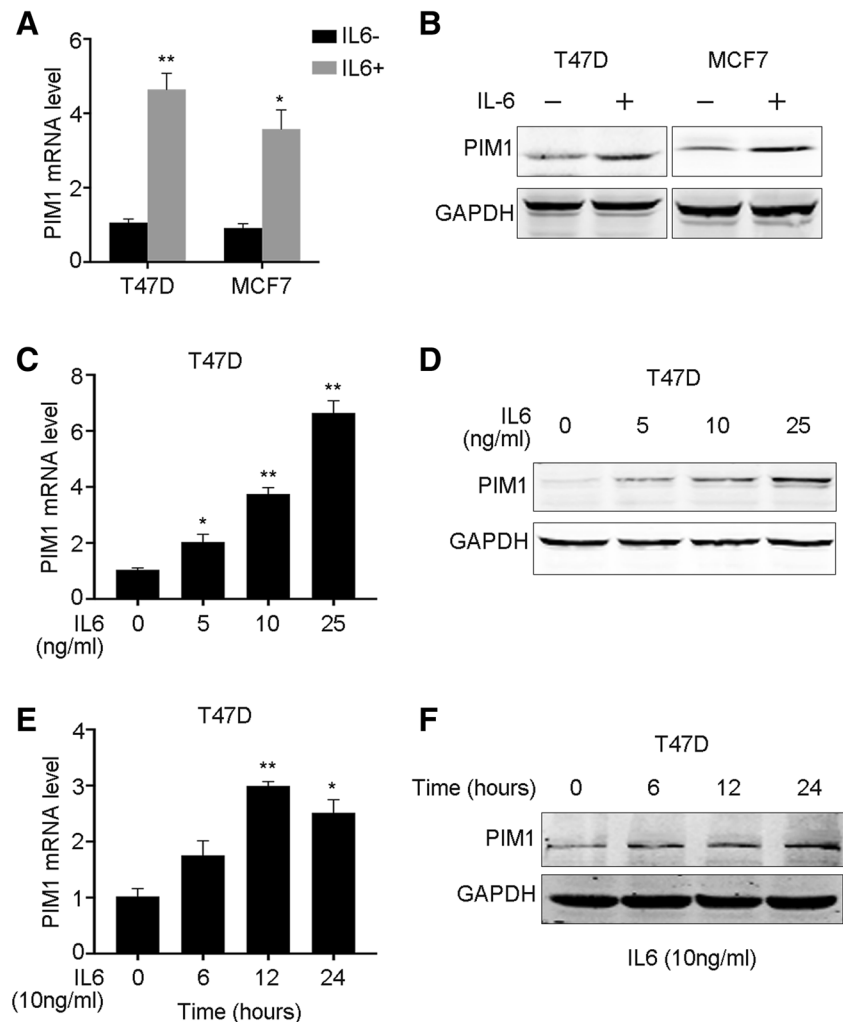 A
PIM1 mRNA level
6
4
2
0
**
*
IL6-
IL6+
T47D MCF7
B
T47D MCF7
IL-6 − + − +
PIM1
GAPDH
C
T47D
PIM1 mRNA level
8
6
4
2
0
*
**
**
IL6 0 5 10 25
(ng/ml)
D
T47D
IL6 0 5 10 25
(ng/ml)
PIM1
GAPDH
E
T47D
PIM1 mRNA level
4
3
2
1
0
**
*
IL6 0 6 12 24
(10ng/ml)
Time (hours)
F
T47D
Time (hours) 0 6 12 24
PIM1
GAPDH
IL6 (10ng/ml)